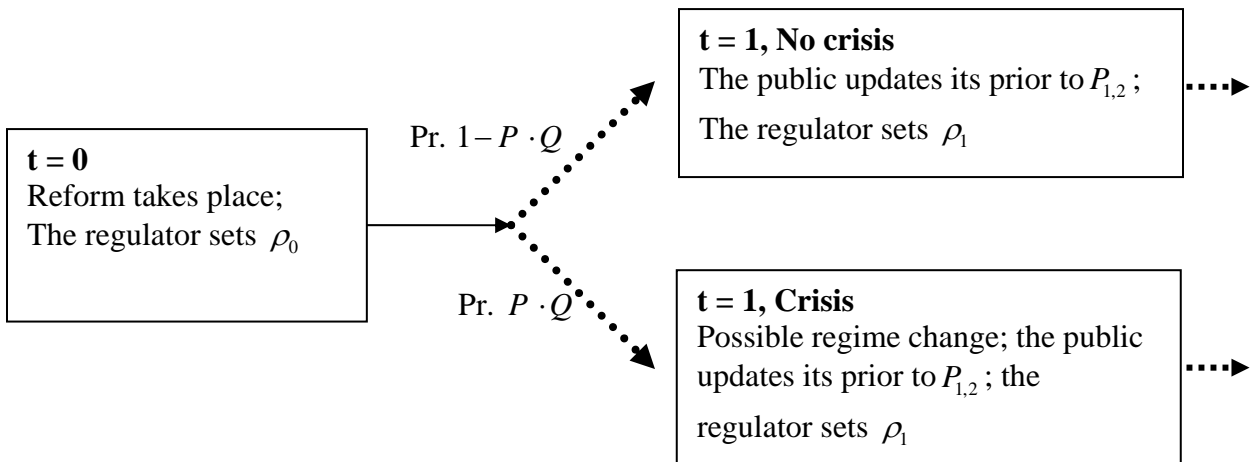 t = 0
Reform takes place;
The regulator sets ρ₀
Pr. 1 − P · Q
Pr. P · Q
t = 1, No crisis
The public updates its prior to P₁,₂ ;
The regulator sets ρ₁
t = 1, Crisis
Possible regime change; the public
updates its prior to P₁,₂ ; the
regulator sets ρ₁